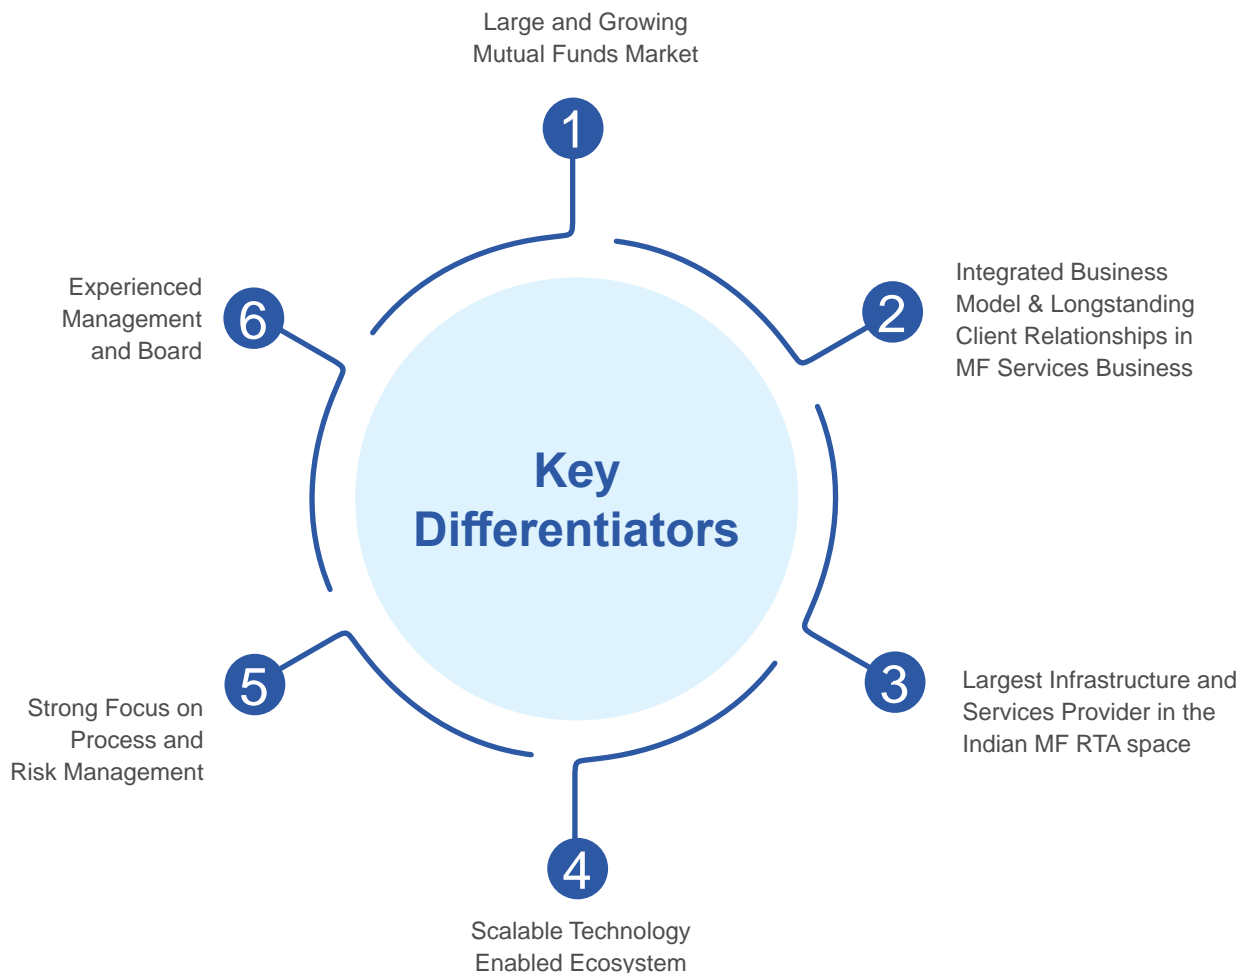 Large and Growing
Mutual Funds Market
1
Integrated Business
Model & Longstanding
Client Relationships in
MF Services Business
2
Largest Infrastructure and
Services Provider in the
Indian MF RTA space
3
Scalable Technology
Enabled Ecosystem
4
Strong Focus on
Process and
Risk Management
5
Experienced
Management
and Board
6
Key
Differentiators